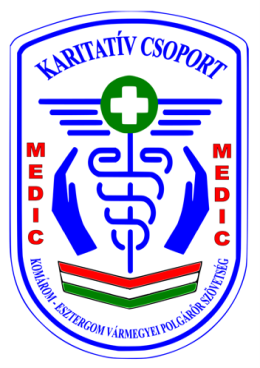 KARITATÍV CSOPORT
MEDIC
MEDIC
KOMÁROM - ESZTERGOM VÁRMEGYEI POLGÁRŐR SZÖVETSÉG